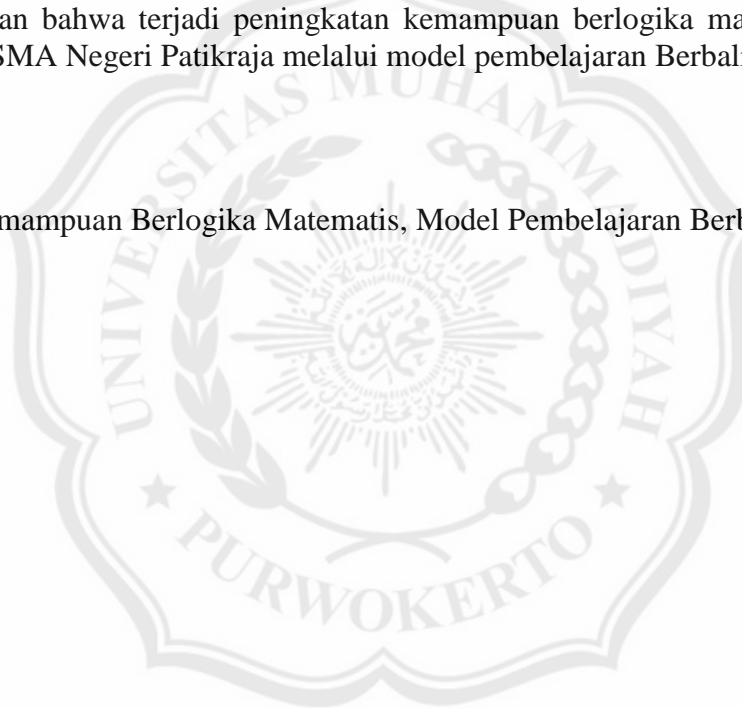 an bahwa terjadi peningkatan kemampuan berlogika ma
SMA Negeri Patikraja melalui model pembelajaran Berbali
mampuan Berlogika Matematis, Model Pembelajaran Berb
UNIVERSITAS MUHAMMADIYAH
PURWOKERTO